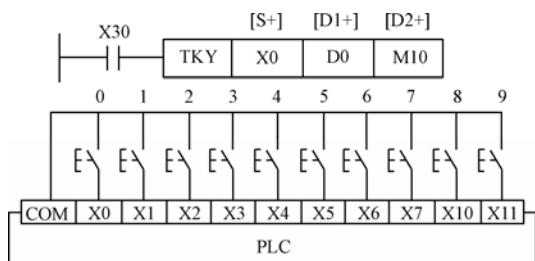 [S+] [D1+] [D2+]
X30
TKY X0 D0 M10
0 1 2 3 4 5 6 7 8 9
COM X0 X1 X2 X3 X4 X5 X6 X7 X10 X11
PLC